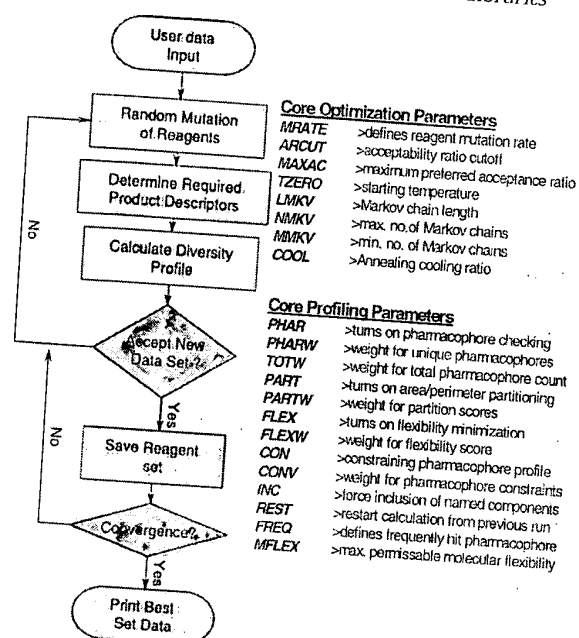 User data
Input
Random Mutation
of Reagents
Determine Required
Product Descriptors
Calculate Diversity
Profile
Accept New
Data Set ?
Yes
No
Save Reagent
set
Convergence?
No
Yes
Print Best
Set Data
Core Optimization Parameters
MRATE >defines reagent mutation rate
ARCUT >acceptability ratio cutoff
MAXAC >maximum preferred acceptance ratio
TZERO >starting temperature
LMKV >Markov chain length
NMKV >max. no.of Markov chains
MMKV >min. no. of Markov chains
COOL >Annealing cooling ratio
Core Profiling Parameters
PHAR >turns on pharmacophore checking
PHARW >weight for unique pharmacophores
TOTW >weight for total pharmacophore count
PART >turns on area/perimeter partitioning
PARTW >weight for partition scores
FLEX >turns on flexibility minimization
FLEXW >weight for flexibility score
CON >constraining pharmacophore profile
CONV >weight for pharmacophore constraints
INC >force inclusion of named components
REST >restart calculation from previous run
FREQ >defines frequently hit pharmacophore
MFLEX >max. permissable molecular flexibility